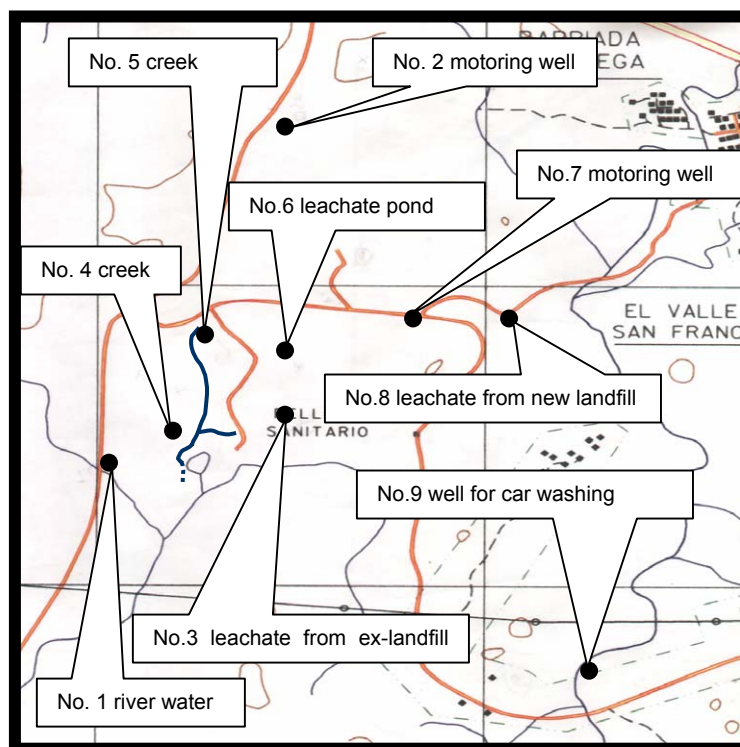 No. 5 creek
No. 2 motoring well
EGA
No.7 motoring well
No.6 leachate pond
No. 4 creek
EL VALLE
SAN FRANC
No.8 leachate from new landfill
SANITARIO
No.9 well for car washing
No.3 leachate from ex-landfill
No. 1 river water